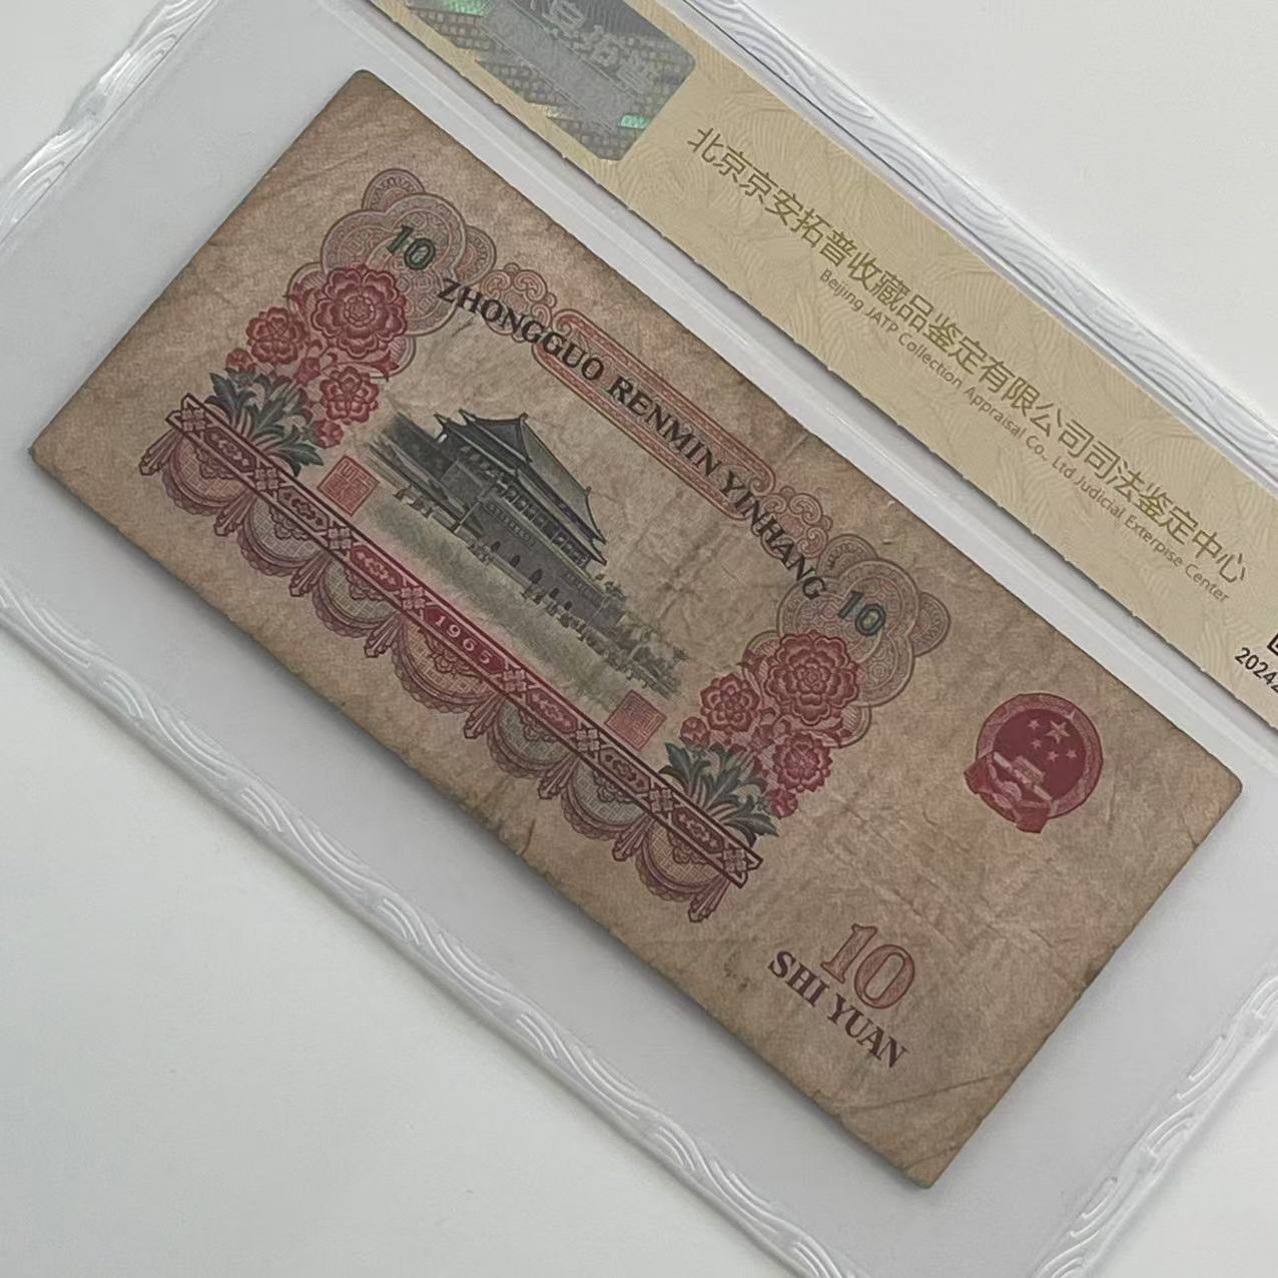 北京京安拓普收藏品鉴定有限公司司法鉴定中心
Beijing JATP Collection Appraisal Co., Ltd Judicial Exterpise Center
10
ZHONGGUO RENMIN YINHANG
10
1965
10
SHI YUAN